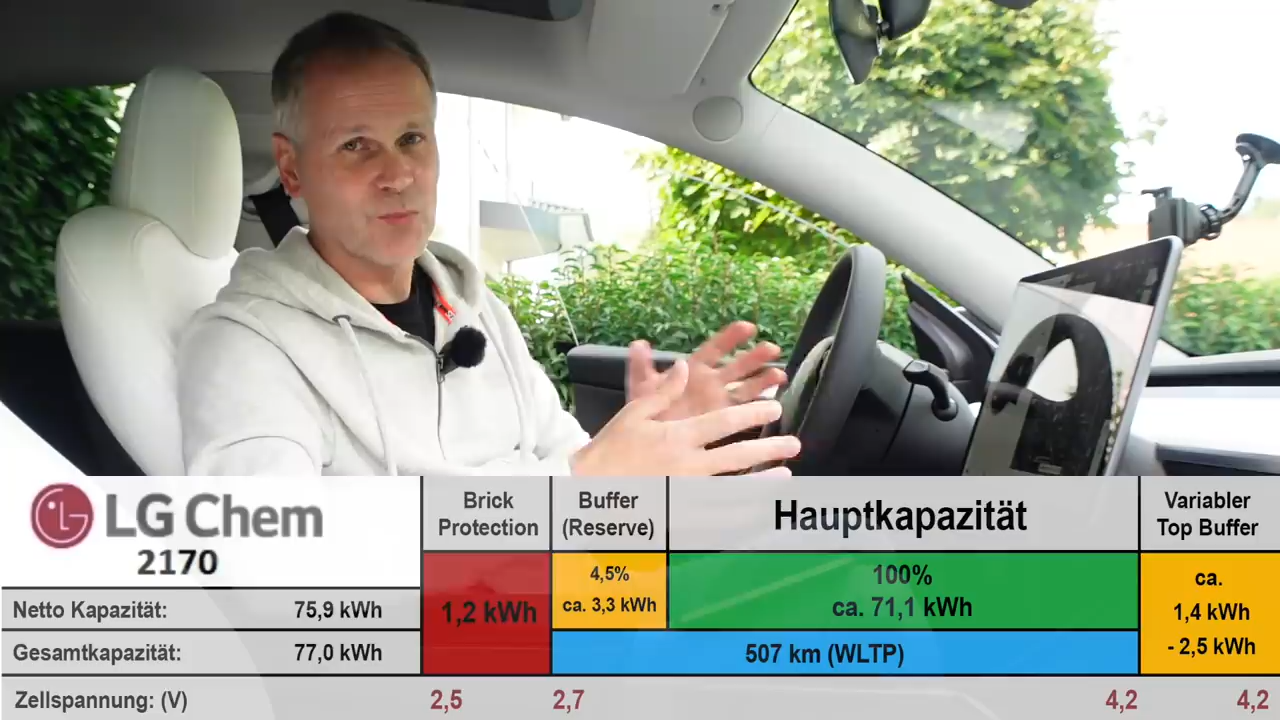 LG Chem
2170
Brick
Protection
Buffer
(Reserve)
Hauptkapazität
Variabler
Top Buffer
4,5%
ca. 3,3 kWh
100%
ca. 71,1 kWh
1,2 kWh
ca.
1,4 kWh
- 2,5 kWh
Netto Kapazität: 75,9 kWh
Gesamtkapazität: 77,0 kWh
507 km (WLTP)
Zellspannung: (V) 2,5 2,7 4,2 4,2